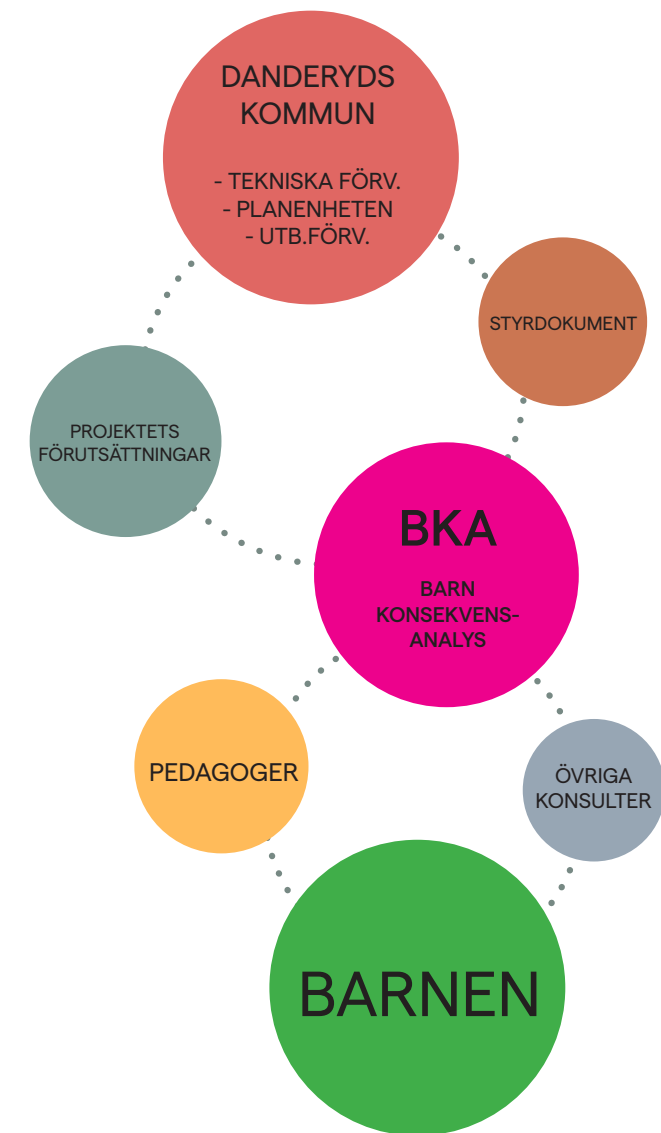 DANDERYDS
KOMMUN
- TEKNISKA FÖRV.
- PLANENHETEN
- UTB.FÖRV.
STYRDOKUMENT
PROJEKTETS
FÖRUTSÄTTNINGAR
BKA
BARN
KONSEKVENS-
ANALYS
PEDAGOGER
ÖVRIGA
KONSULTER
BARNEN